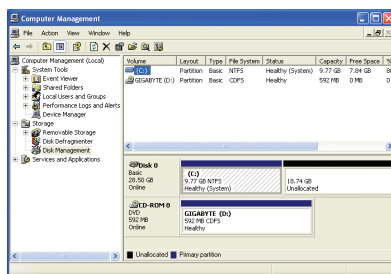 Computer Management
File Action View Window Help
Computer Management (Local)
System Tools
Event Viewer
Shared Folders
Local Users and Groups
Performance Logs and Alerts
Device Manager
Storage
Removable Storage
Disk Defragmenter
Disk Management
Services and Applications
Volume Layout Type File System Status Capacity Free Space %
(C:) Partition Basic NTFS Healthy (System) 9.77 GB 7.84 GB
GIGABYTE (D:) Partition Basic CDFS Healthy 592 MB 0 MB 0
Disk 0
Basic
28.50 GB
Online
(C:)
9.77 GB NTFS
Healthy (System)
18.74 GB
Unallocated
CD-ROM 0
DVD
592 MB
Online
GIGABYTE (D:)
592 MB CDFS
Healthy
Unallocated Primary partition